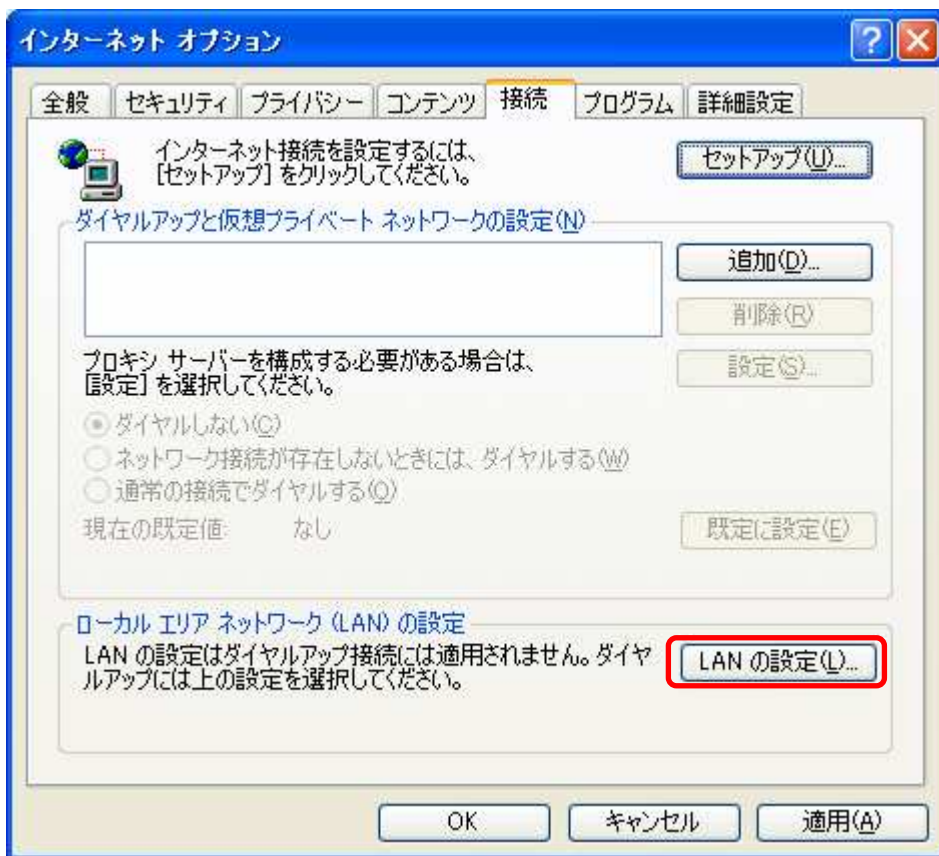 インターネット オプション
全般 セキュリティ プライバシー コンテンツ 接続 プログラム 詳細設定
インターネット接続を設定するには、
[セットアップ] をクリックしてください。
セットアップ(U)...
ダイヤルアップと仮想プライベート ネットワークの設定(N)
追加(D)...
削除(R)
プロキシ サーバーを構成する必要がある場合は、
[設定] を選択してください。
設定(S)...
ダイヤルしない(C)
ネットワーク接続が存在しないときには、ダイヤルする(W)
通常の接続でダイヤルする(O)
現在の既定値: なし
既定に設定(E)
ローカル エリア ネットワーク (LAN) の設定
LAN の設定はダイヤルアップ接続には適用されません。ダイヤ
ルアップには上の設定を選択してください。
LAN の設定(L)...
OK キャンセル 適用(A)